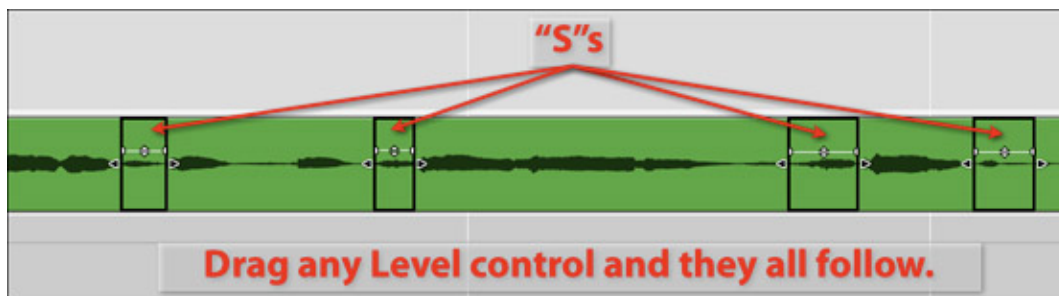 “S”s
Drag any Level control and they all follow.